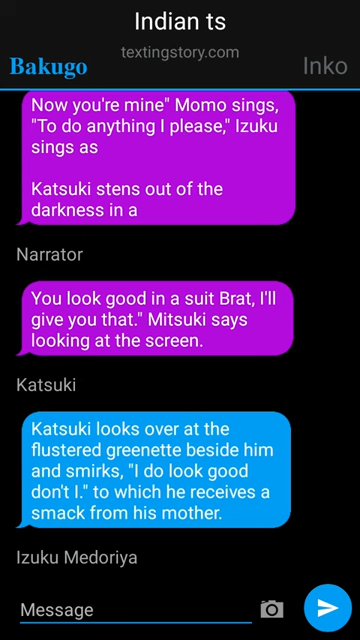 Indian ts
textingstory.com
Bakugo
Inko
Now you're mine" Momo sings,
"To do anything I please," Izuku
sings as
Katsuki stens out of the
darkness in a
Narrator
You look good in a suit Brat, I'll
give you that." Mitsuki says
looking at the screen.
Katsuki
Katsuki looks over at the
flustered greenette beside him
and smirks, "I do look good
don't I." to which he receives a
smack from his mother.
Izuku Medoriya
Message